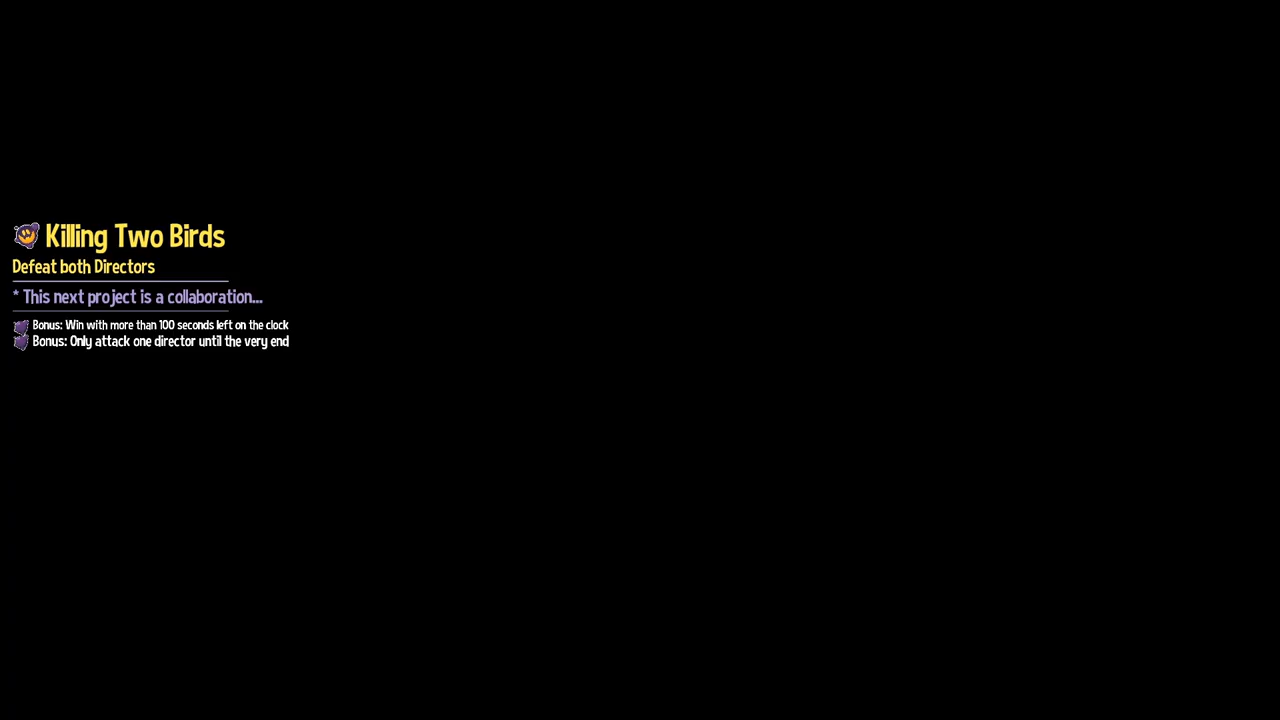 Killing Two Birds
Defeat both Directors
* This next project is a collaboration...
Bonus: Win with more than 100 seconds left on the clock
Bonus: Only attack one director until the very end